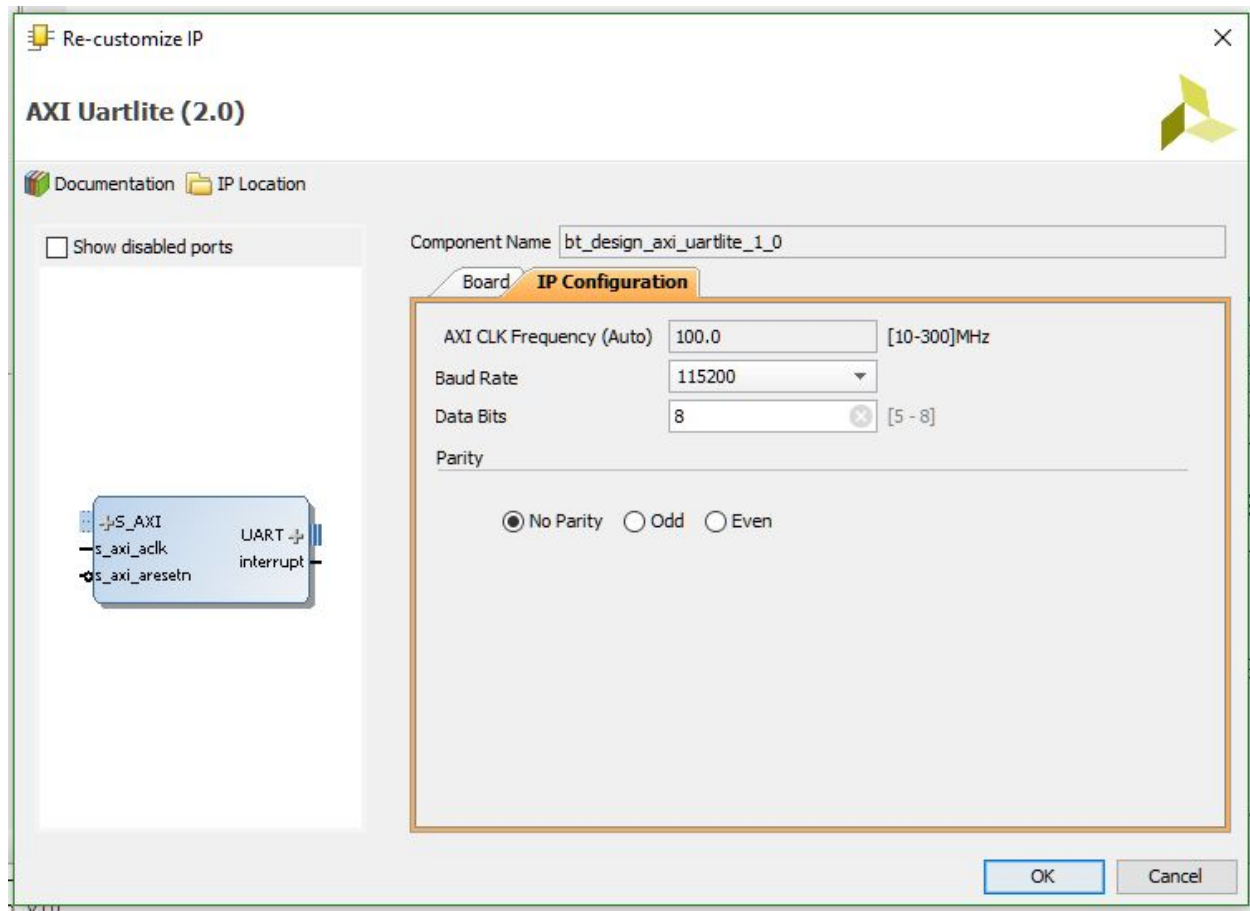 Re-customize IP
AXI Uartlite (2.0)
Documentation IP Location
Show disabled ports
S_AXI
s_axi_aclk
s_axi_aresetn
UART
interrupt
Component Name bt_design_axi_uartlite_1_0
Board IP Configuration
AXI CLK Frequency (Auto) 100.0 [10-300]MHz
Baud Rate 115200
Data Bits 8 [5 - 8]
Parity
No Parity Odd Even
OK Cancel